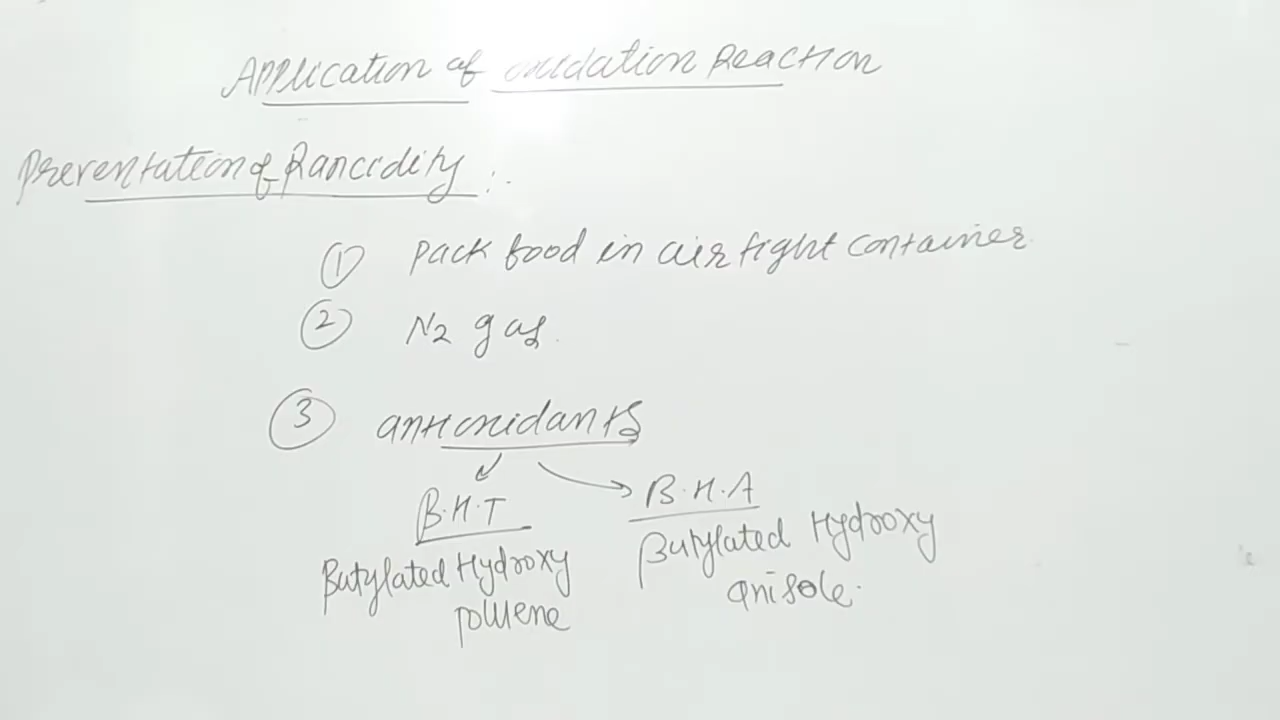 Application of oxidation Reaction
Preventation of Rancidity :.
① pack food in air tight container
② N2 gas.
③ antioxidants
B.H.T
Butylated Hydroxy
toluene
B.H.A
Butylated Hydroxy
anisole.